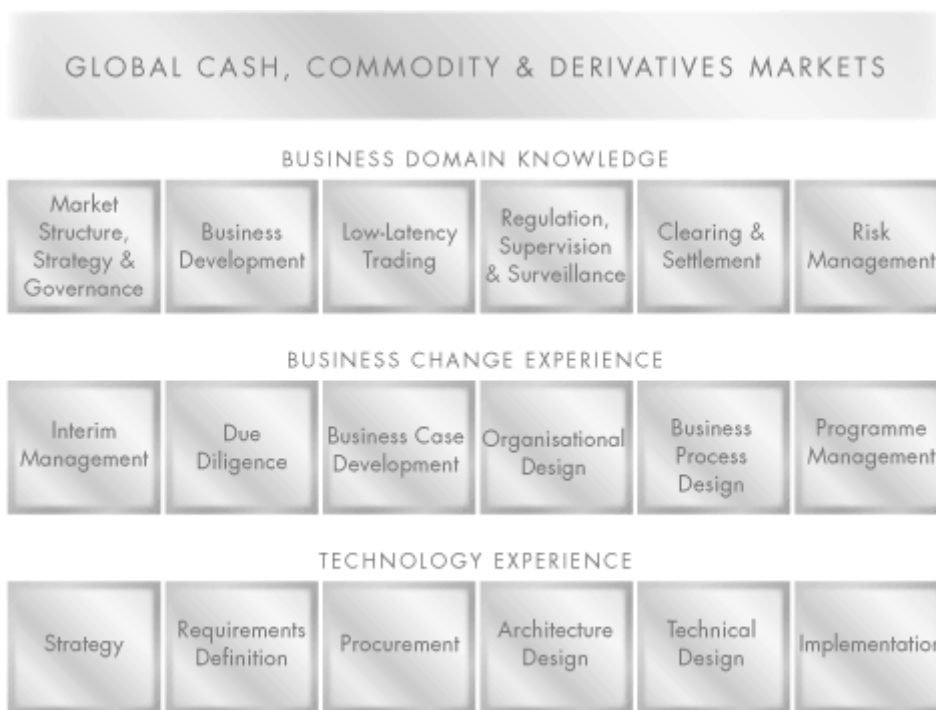 GLOBAL CASH, COMMODITY & DERIVATIVES MARKETS
BUSINESS DOMAIN KNOWLEDGE
Market
Structure,
Strategy &
Governance
Business
Development
Low-Latency
Trading
Regulation,
Supervision
& Surveillance
Clearing &
Settlement
Risk
Management
BUSINESS CHANGE EXPERIENCE
Interim
Management
Due
Diligence
Business Case
Development
Organisational
Design
Business
Process
Design
Programme
Management
TECHNOLOGY EXPERIENCE
Strategy
Requirements
Definition
Procurement
Architecture
Design
Technical
Design
Implementation